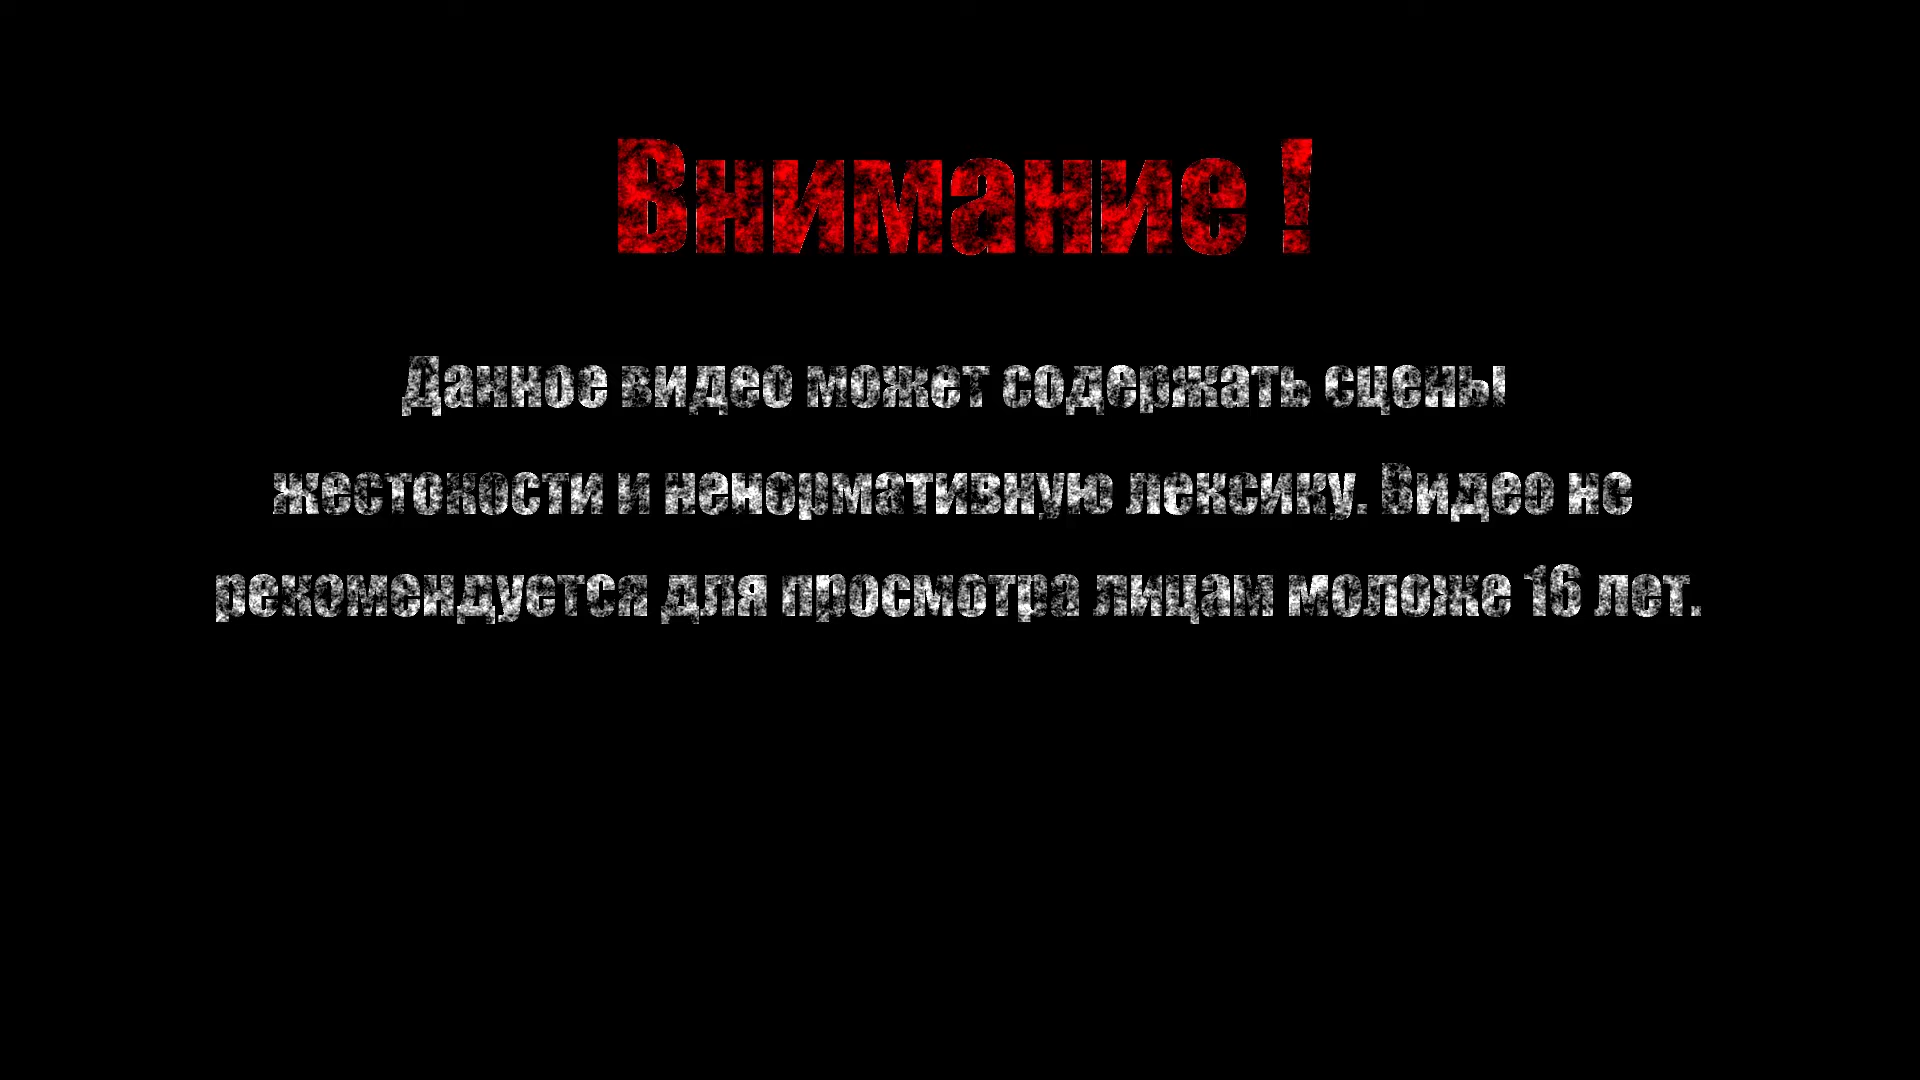 Внимание !
Данное видео может содержать сцены
жестокости и ненормативную лексику. Видео не
рекомендуется для просмотра лицам моложе 16 лет.